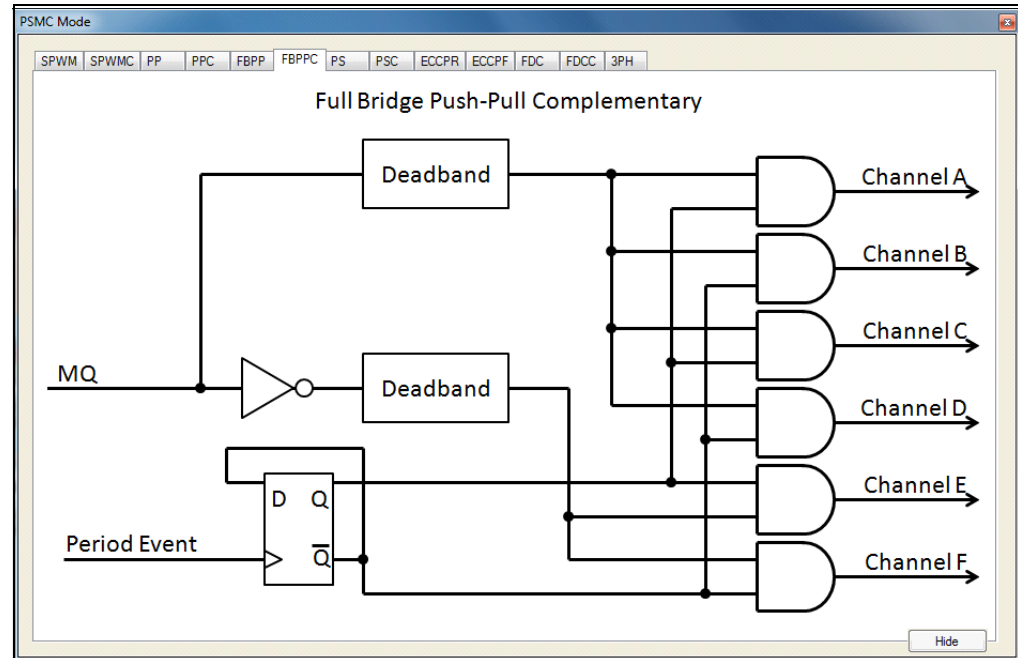 PSMC Mode
SPWM SPWMC PP PPC FBPP FBPPC PS PSC ECCPR ECCPF FDC FDCC 3PH
Full Bridge Push-Pull Complementary
Deadband
Channel A
Channel B
Channel C
MQ
Deadband
Channel D
D Q
Channel E
Period Event
Q̅
Channel F
Hide